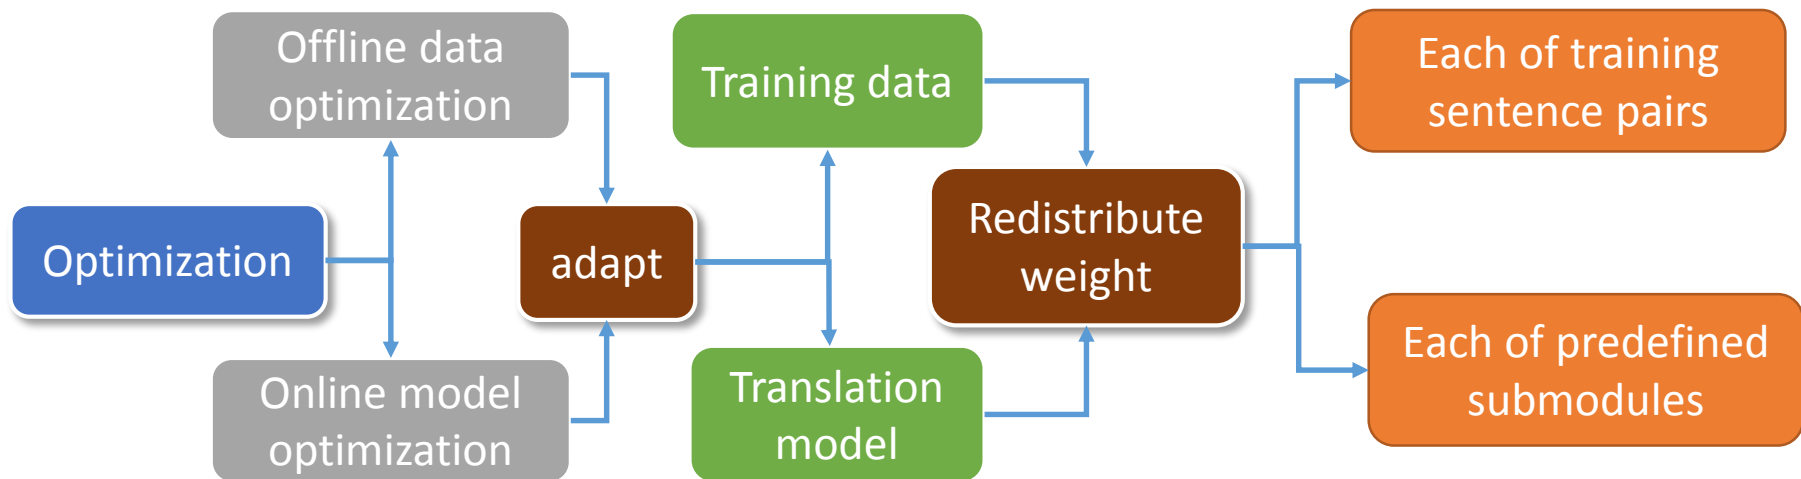 Optimization
Offline data
optimization
Online model
optimization
adapt
Training data
Translation
model
Redistribute
weight
Each of training
sentence pairs
Each of predefined
submodules